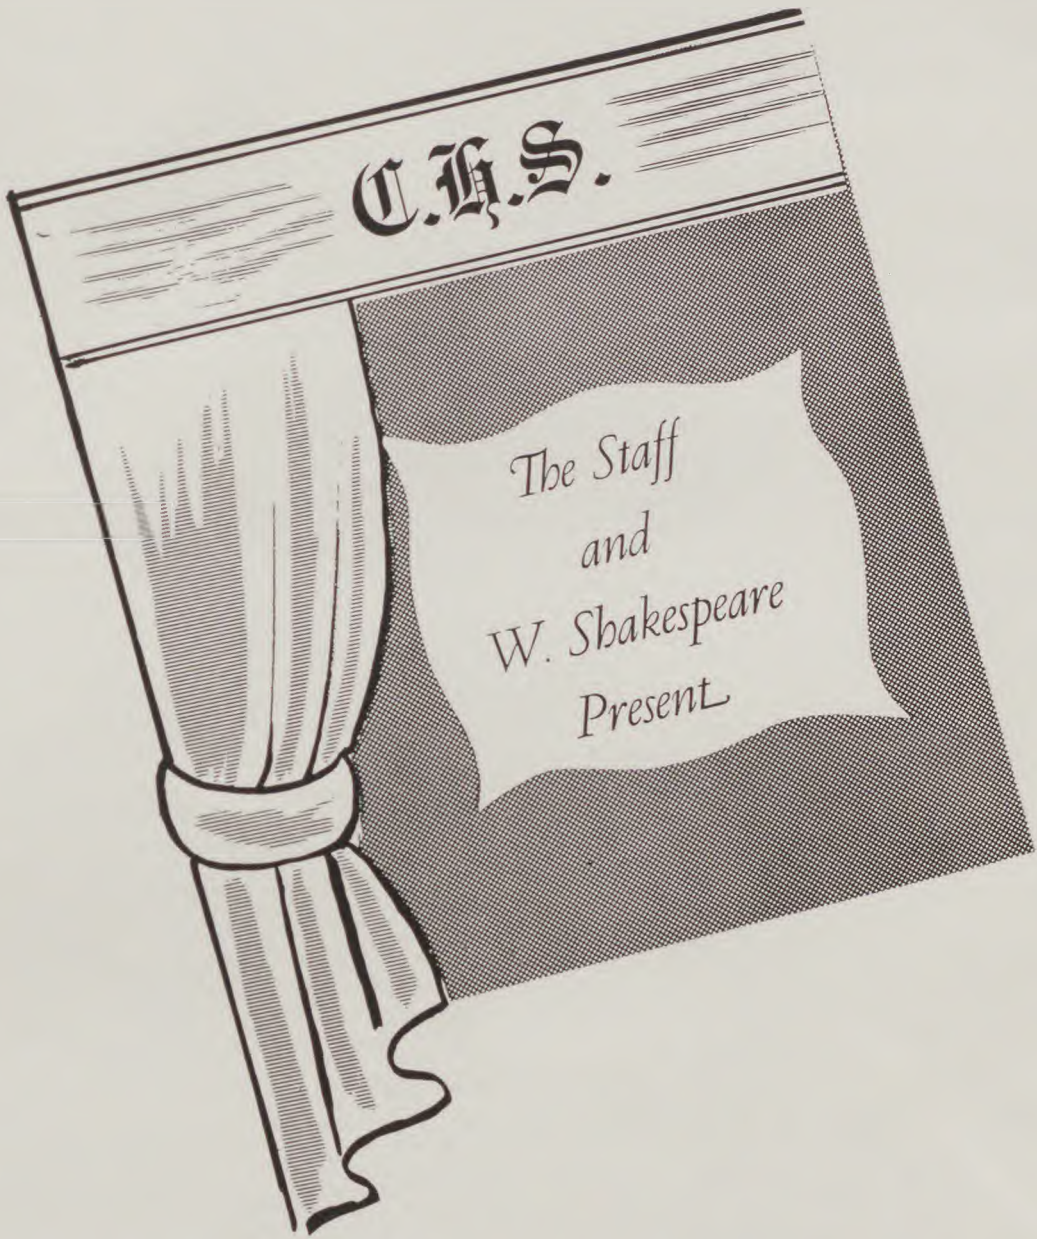 C.H.S.
The Staff
and
W. Shakespeare
Present